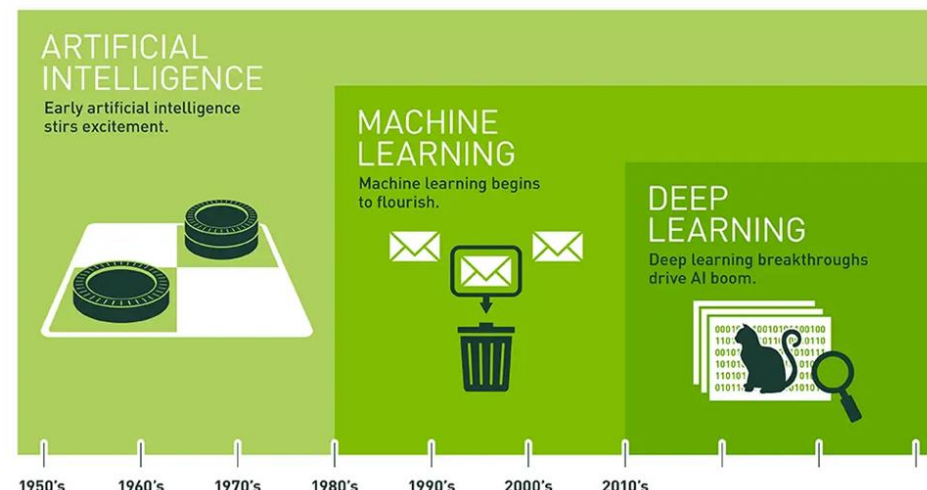 ARTIFICIAL
INTELLIGENCE
Early artificial intelligence
stirs excitement.
MACHINE
LEARNING
Machine learning begins
to flourish.
DEEP
LEARNING
Deep learning breakthroughs
drive AI boom.
1950's 1960's 1970's 1980's 1990's 2000's 2010's